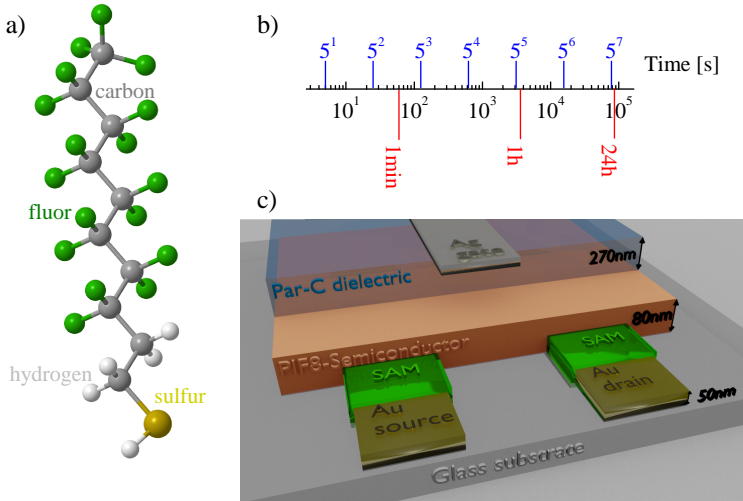 a)
carbon
fluor
hydrogen
sulfur
b)
5^1 5^2 5^3 5^4 5^5 5^6 5^7
Time [s]
10^1 10^2 10^3 10^4 10^5
1min 1h 24h
c)
Ag
gate
270nm
Par-C dielectric
80nm
PIF8-Semiconductor
SAM
SAM
Au
drain
50nm
Au
source
Glass substrate